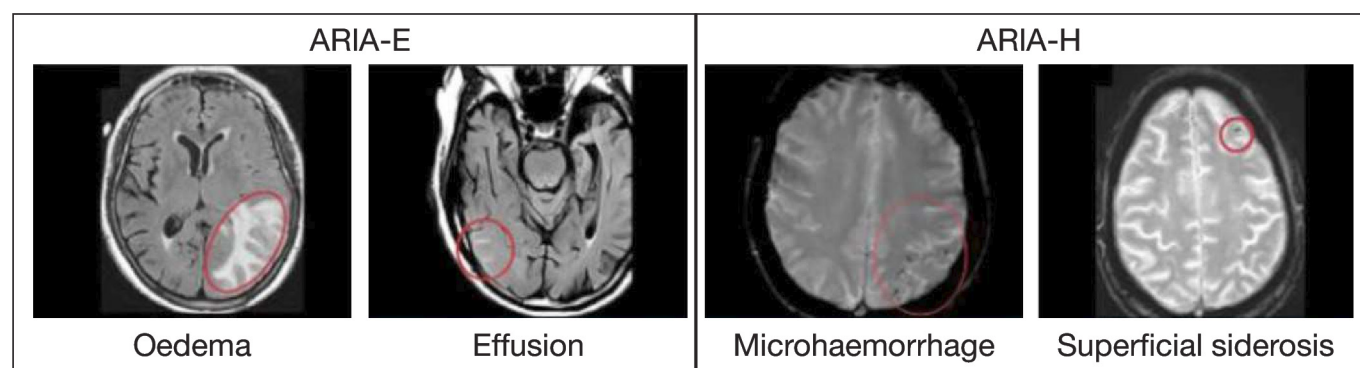 ARIA-E
ARIA-H
Oedema
Effusion
Microhaemorrhage
Superficial siderosis